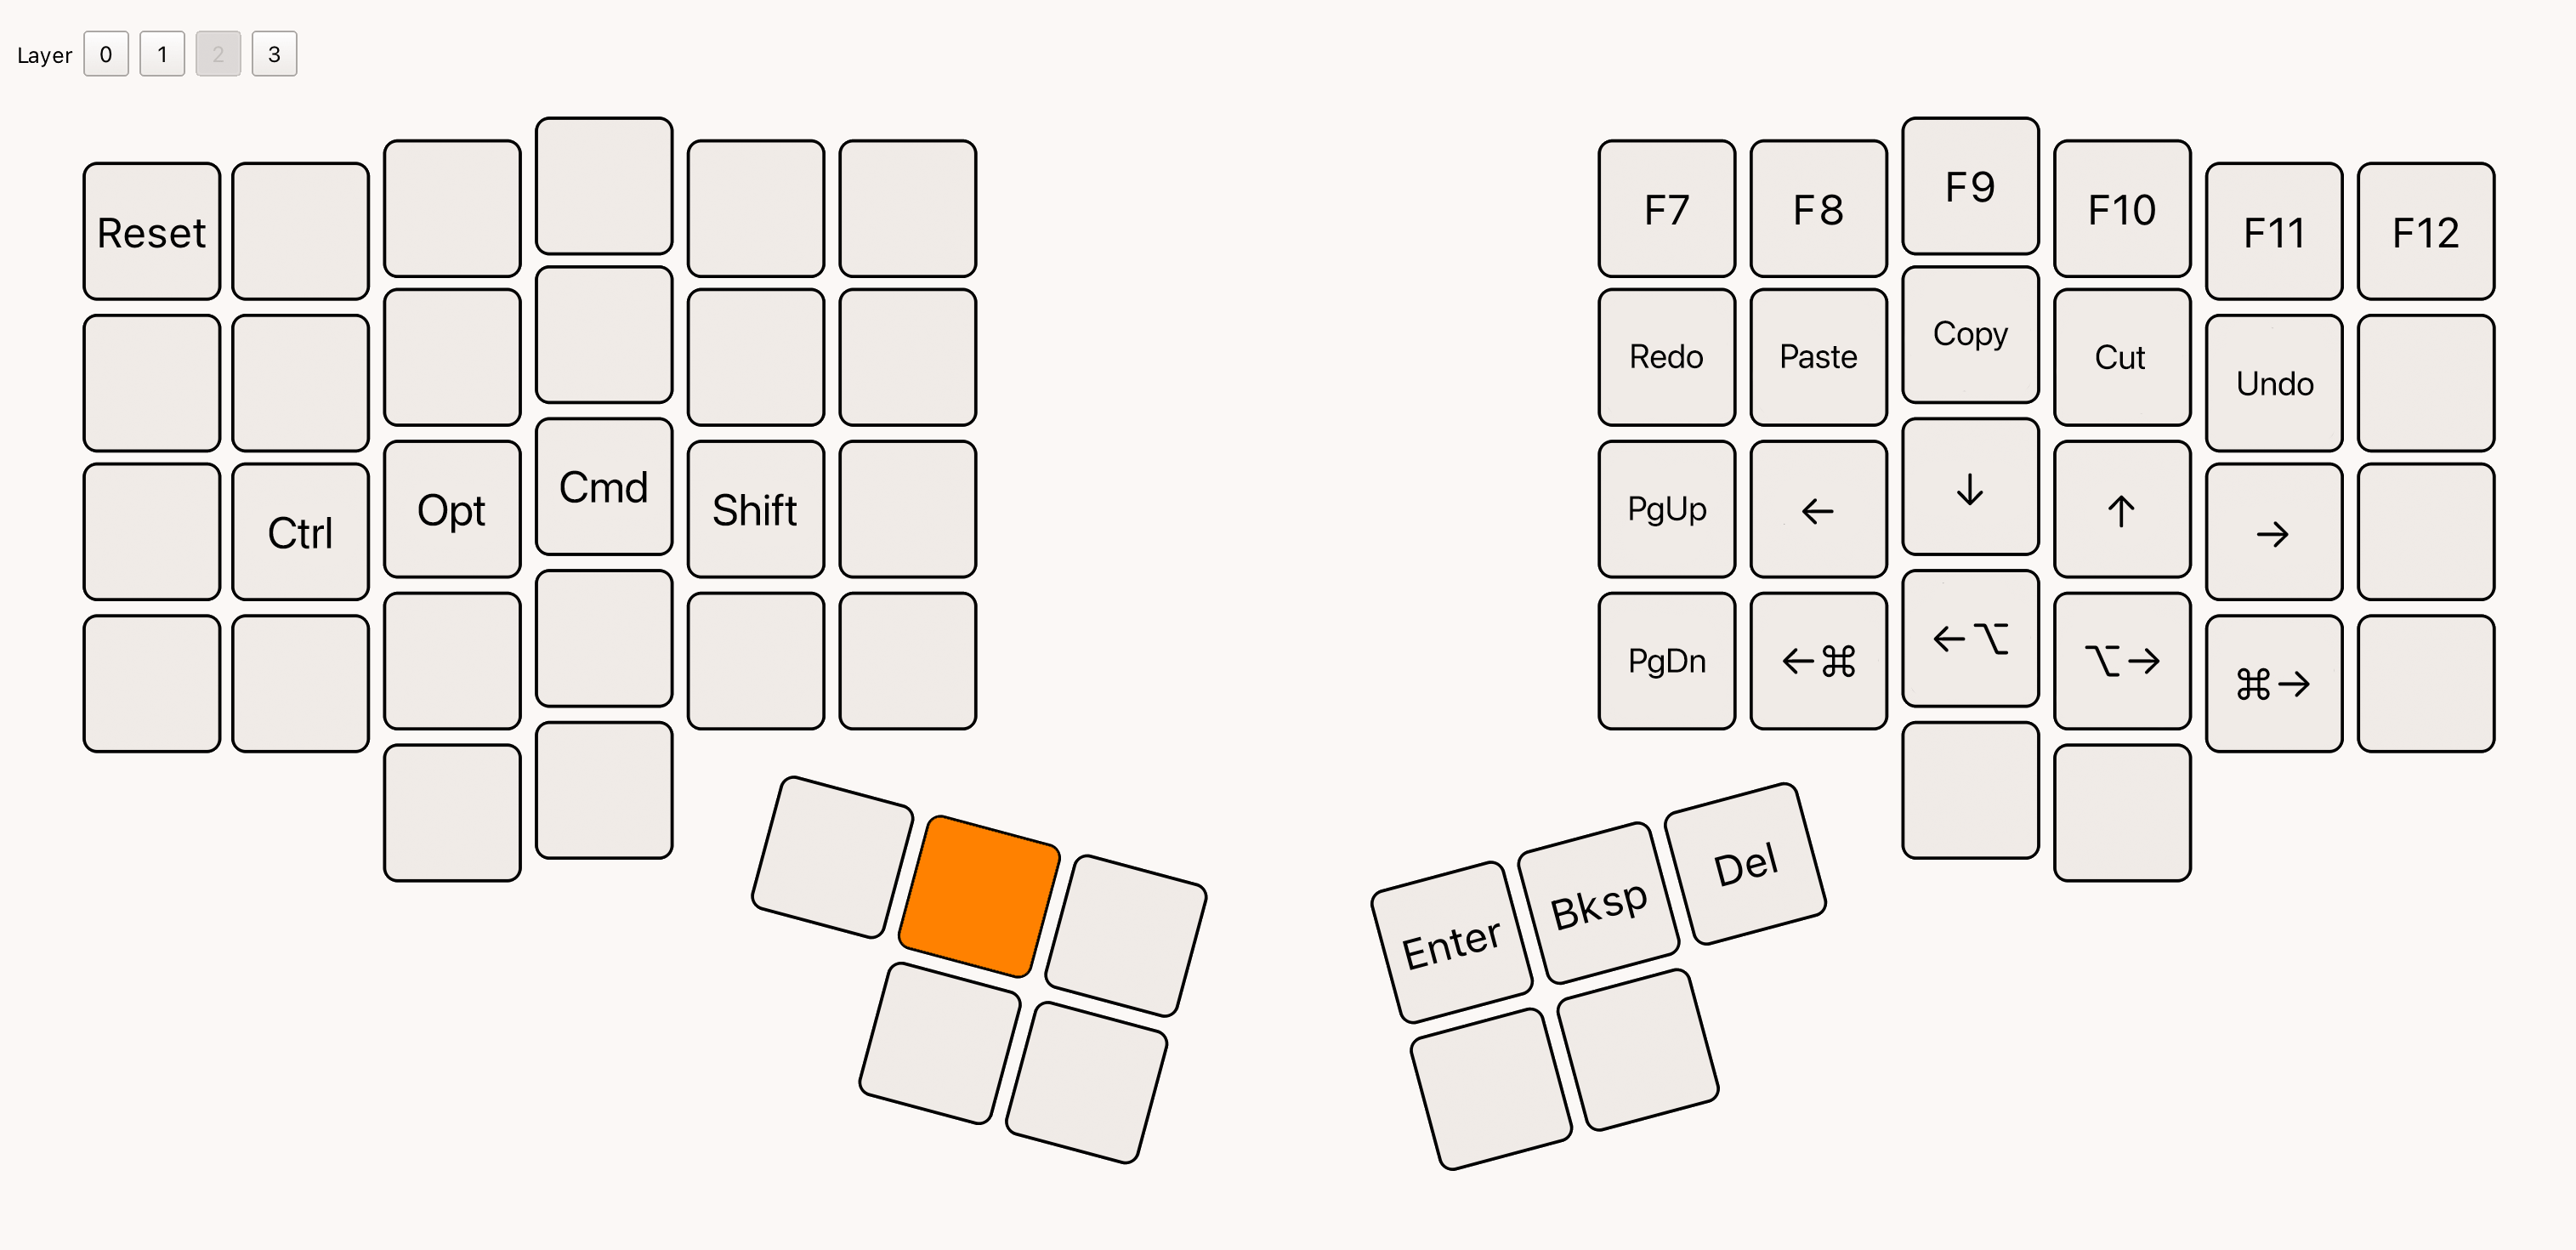 Layer 0 1 2 3
Reset F7 F8 F9 F10 F11 F12
Redo Paste Copy Cut Undo
Ctrl Opt Cmd Shift PgUp ← ↓ ↑ →
PgDn ←⌘ ←⌥ ⌥→ ⌘→
Enter Bksp Del